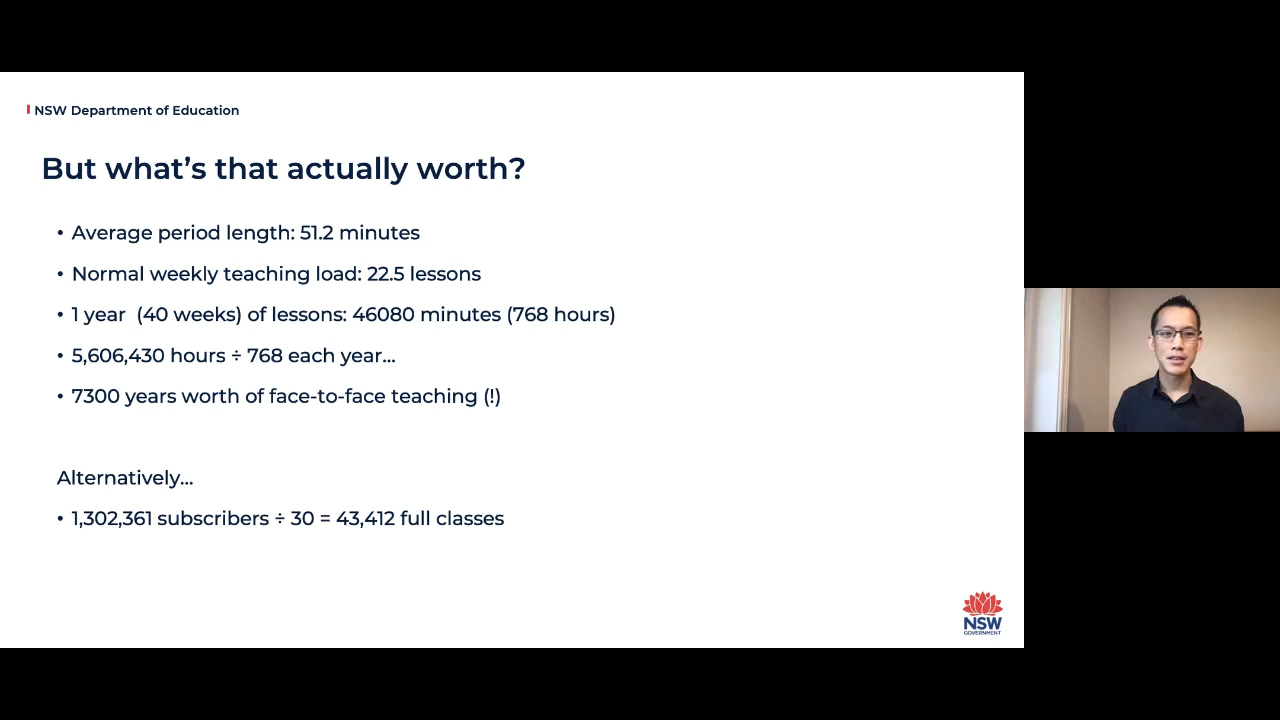 NSW Department of Education
But what's that actually worth?
• Average period length: 51.2 minutes
• Normal weekly teaching load: 22.5 lessons
• 1 year  (40 weeks) of lessons: 46080 minutes (768 hours)
• 5,606,430 hours ÷ 768 each year...
• 7300 years worth of face-to-face teaching (!)
Alternatively...
• 1,302,361 subscribers ÷ 30 = 43,412 full classes
NSW
GOVERNMENT